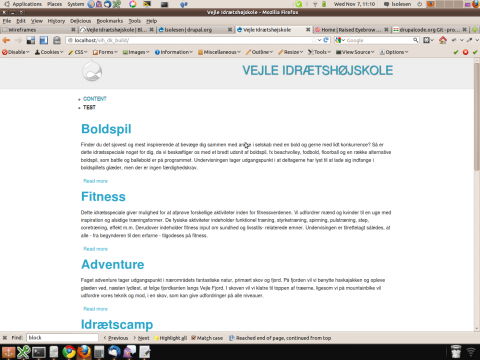 Applications Places System
Wed Nov 7, 11:10 lsolesen
Vejle Idrætshøjskole - Mozilla Firefox
File Edit View History Delicious Bookmarks Tools Help
Wireframes
Vejle Idrætshøjskole | Bl...
lsolesen | drupal.org
Vejle Idrætshøjskole
Home | Raised Eyebrow...
drupalcode.org Git - pro...
Google
Disable Cookies CSS Forms Images Information Miscellaneous Outline Resize Tools View Source Options
VEJLE IDRÆTSHØJSKOLE
CONTENT
TEST
Boldspil
Finder du det sjovest og mest inspirerende at bevæge dig sammen med andre i selskab med en bold og gerne med lidt konkurrence? Så er
dette idrætsspeciale noget for dig, da vi beskæftiger os med et bredt udsnit af boldspil, fx beachvolley, fodbold, floorball og en række alternative
boldspil, som batting og ballebold er på programmet. Undervisningen tager udgangspunkt i at deltagerne har lyst til at lade sig indfange i
boldspillets glæder, men der er ingen færdighedskrav.
Read more
Fitness
Dette idrætsspeciale giver mulighed for at afprøve forskellige aktiviteter inden for fitnessverdenen. Vi udfordrer mænd og kvinder til en uge med
inspiration og alsidige træningsformer. De fysiske aktiviteter indeholder funktionel træning, styrketræning, spinning, pulstræning, step,
coretræning, effekt m.m. Derudover indeholder fitness input om sundhed og livsstils- relaterede emner. Undervisningen er tilrettelagt således, at
alle - fra begynderen til den erfarne - tilgodeses på fitness.
Read more
Adventure
Faget adventure tager udgangspunkt i nærområdets fantastiske natur, primært skov og fjord. På fjorden vil vi benytte havkajakken og opleve
glæden ved, næsten lydløst, at følge fjordkanten langs Vejle Fjord. I skoven vil vi klatre til toppen af træerne, ligesom vi på mountainbike vil
udfordre vores teknik og mod, i en skov, som kan give udfordringer på alle niveauer.
Read more
Idrætscamp
Find: block Previous Next Highlight all Match case Reached end of page, continued from top